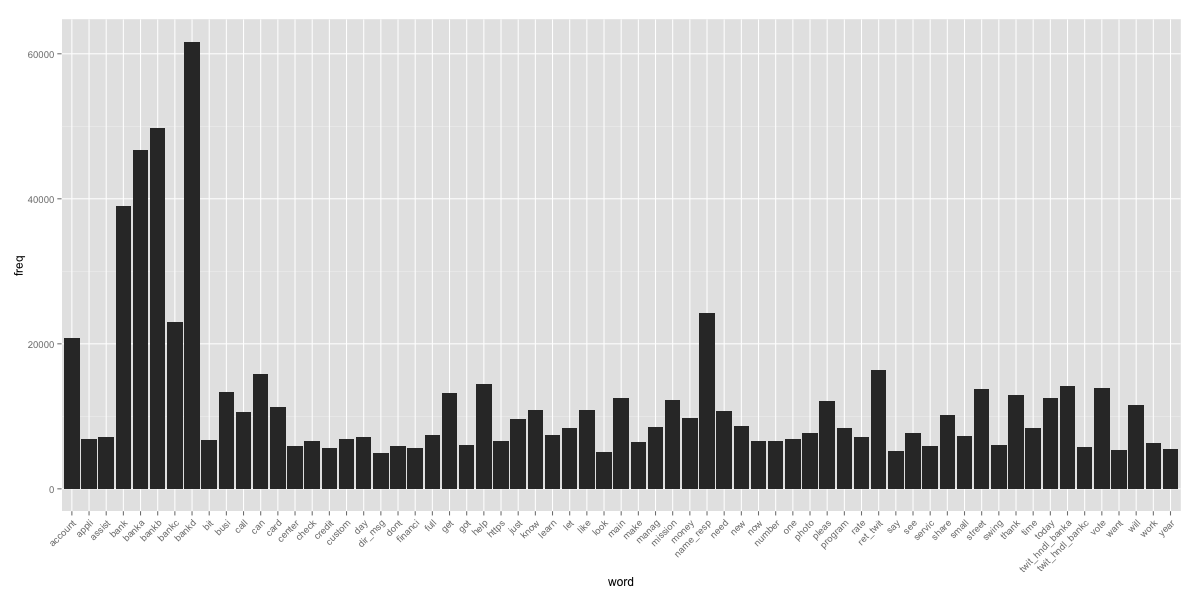 60000
40000
20000
0
freq
account
appli
assist
bank
banka
bankb
bankc
bankd
bit
busi
call
can
card
center
check
credit
custom
day
dir_msg
dont
financi
full
get
got
help
https
just
know
learn
let
like
look
main
make
manag
mission
money
name_resp
need
new
now
number
one
photo
pleas
program
rate
ret_twit
say
see
servic
share
small
street
swing
thank
time
today
twit_hndl_banka
twit_hndl_bankc
vote
want
will
work
year
word